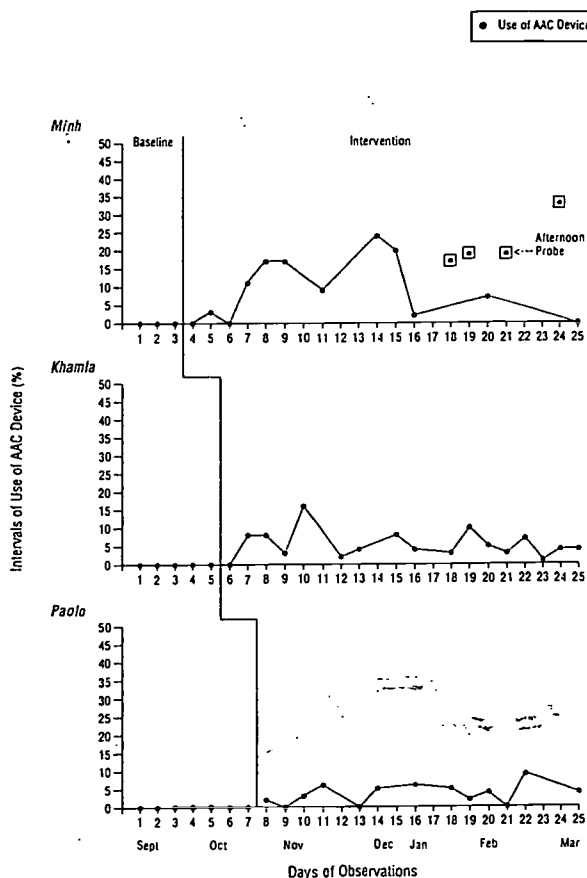 ● Use of AAC Device
Minh
Baseline
Intervention
50
45
40
35
30
25
20
15
10
5
0
Afternoon
Probe
1 2 3 4 5 6 7 8 9 10 11 12 13 14 15 16 17 18 19 20 21 22 23 24 25
Khamla
50
45
40
35
30
25
20
15
10
5
0
1 2 3 4 5 6 7 8 9 10 11 12 13 14 15 16 17 18 19 20 21 22 23 24 25
Paolo
50
45
40
35
30
25
20
15
10
5
0
1 2 3 4 5 6 7 8 9 10 11 12 13 14 15 16 17 18 19 20 21 22 23 24 25
Sept Oct Nov Dec Jan Feb Mar
Days of Observations
Intervals of Use of AAC Device (%)